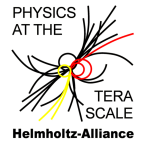 PHYSICS
AT THE
TERA
SCALE
Helmholtz-Alliance